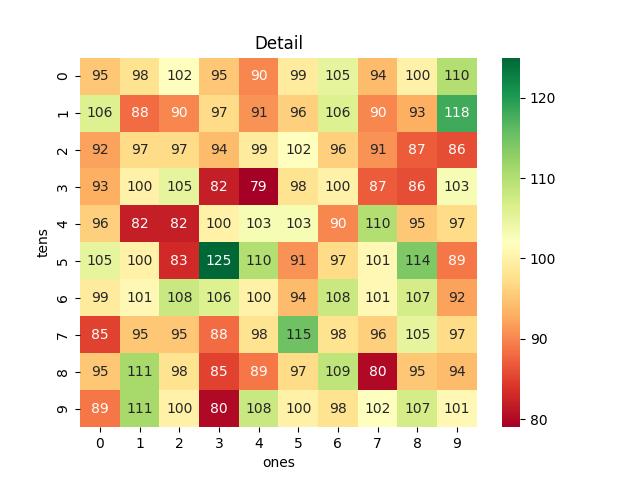 Detail
0 95 98 102 95 90 99 105 94 100 110
1 106 88 90 97 91 96 106 90 93 118
2 92 97 97 94 99 102 96 91 87 86
3 93 100 105 82 79 98 100 87 86 103
4 96 82 82 100 103 103 90 110 95 97
5 105 100 83 125 110 91 97 101 114 89
6 99 101 108 106 100 94 108 101 107 92
7 85 95 95 88 98 115 98 96 105 97
8 95 111 98 85 89 97 109 80 95 94
9 89 111 100 80 108 100 98 102 107 101
0 1 2 3 4 5 6 7 8 9
ones
tens
120
110
100
90
80